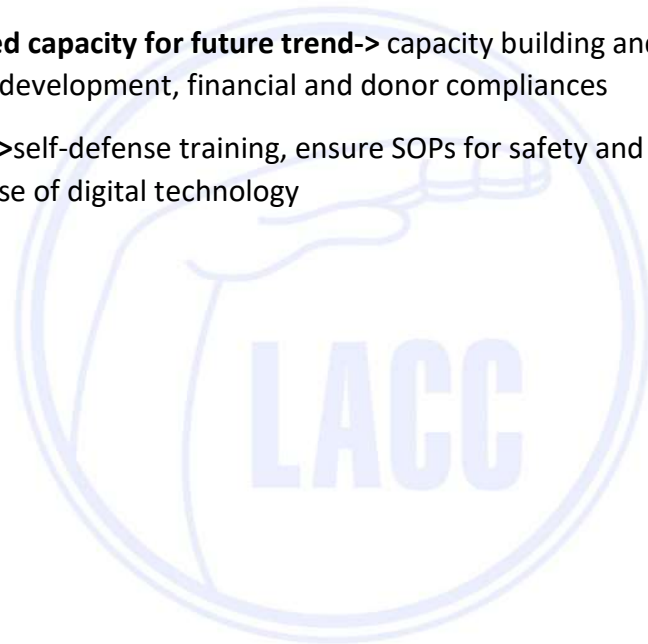 ed capacity for future trend-> capacity building and
development, financial and donor compliances
>self-defense training, ensure SOPs for safety and
se of digital technology
LACC